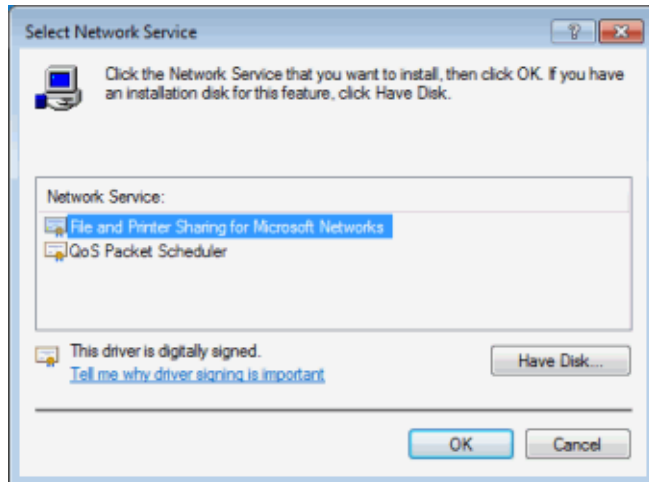 Select Network Service
Click the Network Service that you want to install, then click OK. If you have
an installation disk for this feature, click Have Disk.
Network Service:
File and Printer Sharing for Microsoft Networks
QoS Packet Scheduler
This driver is digitally signed.
Tell me why driver signing is important
Have Disk...
OK
Cancel